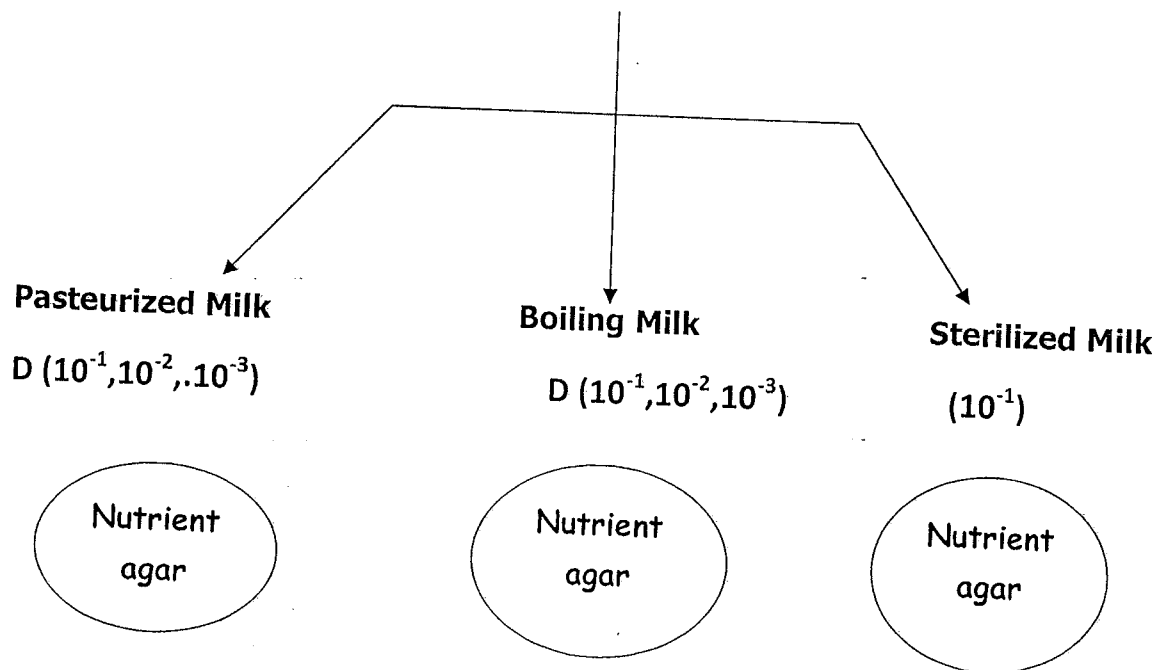 Pasteurized Milk
D (10⁻¹,10⁻²,.10⁻³)
Nutrient
agar
Boiling Milk
D (10⁻¹,10⁻²,10⁻³)
Nutrient
agar
Sterilized Milk
(10⁻¹)
Nutrient
agar